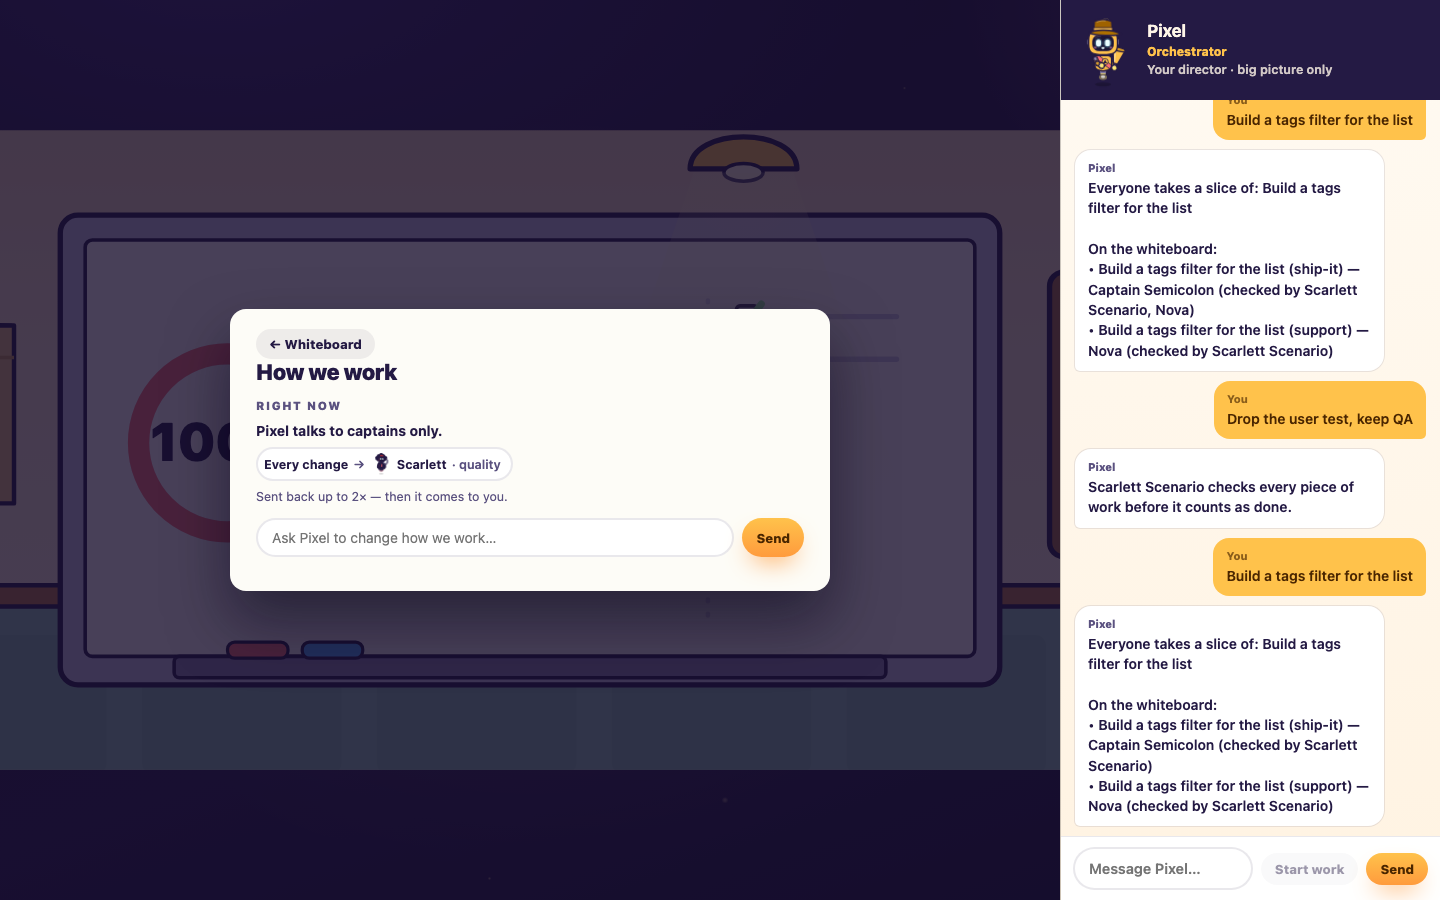 ← Whiteboard
How we work
RIGHT NOW
Pixel talks to captains only.
Every change → Scarlett · quality
Sent back up to 2× — then it comes to you.
Ask Pixel to change how we work...
Send
Pixel
Orchestrator
Your director · big picture only
You
Build a tags filter for the list
Pixel
Everyone takes a slice of: Build a tags
filter for the list
On the whiteboard:
• Build a tags filter for the list (ship-it) —
Captain Semicolon (checked by Scarlett
Scenario, Nova)
• Build a tags filter for the list (support) —
Nova (checked by Scarlett Scenario)
You
Drop the user test, keep QA
Pixel
Scarlett Scenario checks every piece of
work before it counts as done.
You
Build a tags filter for the list
Pixel
Everyone takes a slice of: Build a tags
filter for the list
On the whiteboard:
• Build a tags filter for the list (ship-it) —
Captain Semicolon (checked by Scarlett
Scenario)
• Build a tags filter for the list (support) —
Nova (checked by Scarlett Scenario)
Message Pixel...
Start work
Send